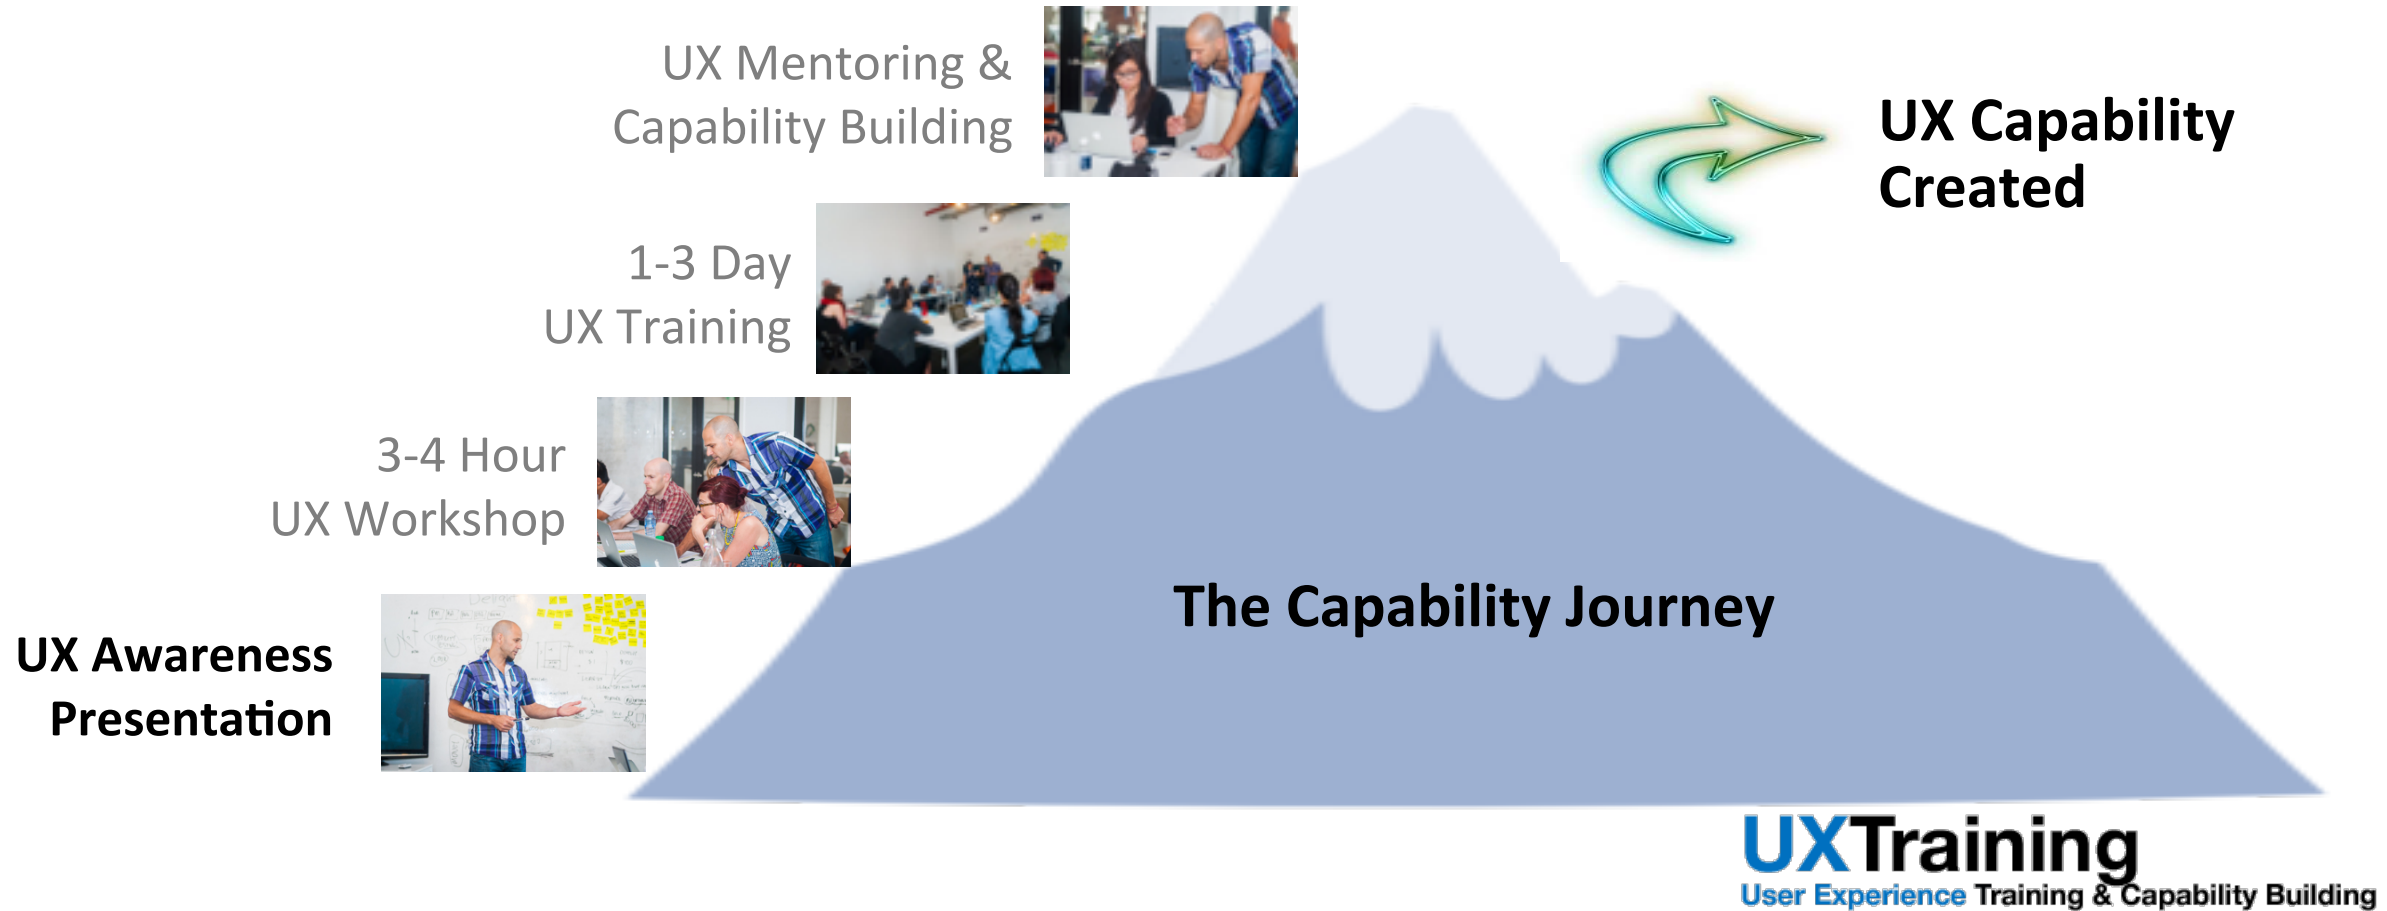 UX Mentoring &
Capability Building
UX Capability
Created
1-3 Day
UX Training
3-4 Hour
UX Workshop
The Capability Journey
UX Awareness
Presentation
UXTraining
User Experience Training & Capability Building